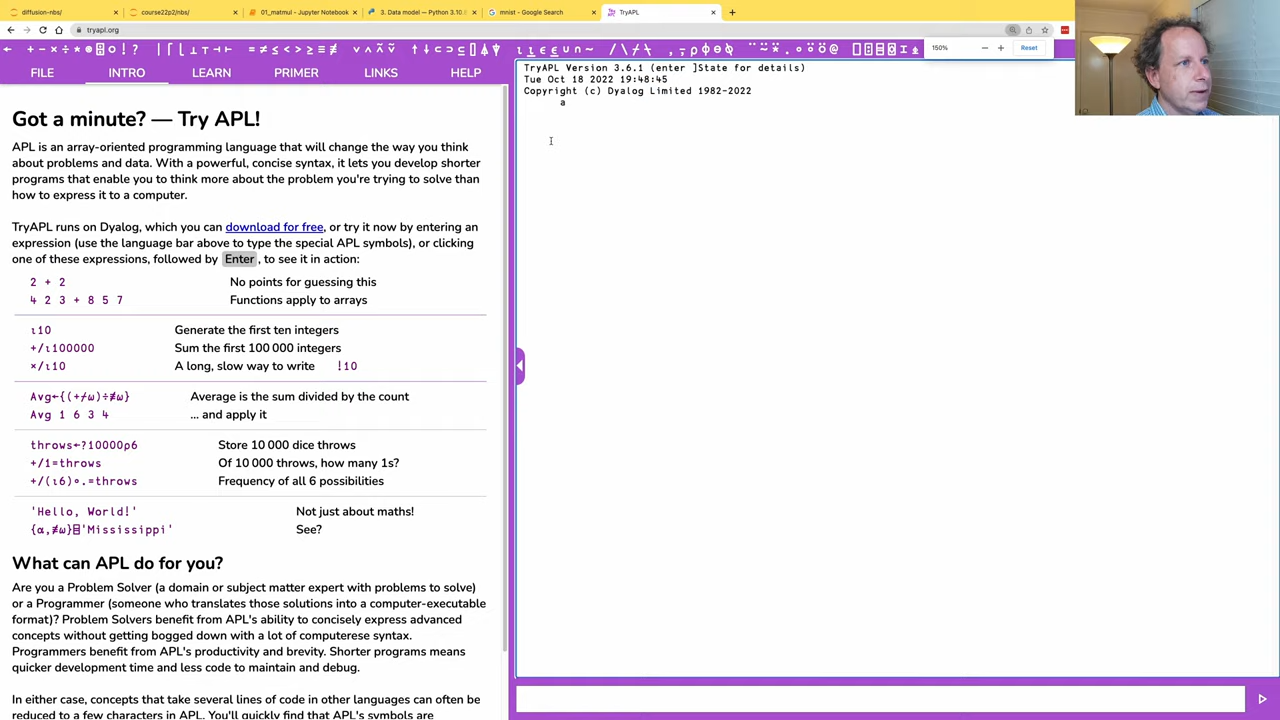 diffusion-nbs/
course22p2/nbs/
01_matmul - Jupyter Notebook
3. Data model — Python 3.10.
mnist - Google Search
TryAPL
tryapl.org
150%
Reset
FILE INTRO LEARN PRIMER LINKS HELP
TryAPL Version 3.6.1 (enter ]State for details)
Tue Oct 18 2022 19:48:45
Copyright (c) Dyalog Limited 1982-2022
a
Got a minute? — Try APL!
APL is an array-oriented programming language that will change the way you think
about problems and data. With a powerful, concise syntax, it lets you develop shorter
programs that enable you to think more about the problem you're trying to solve than
how to express it to a computer.
TryAPL runs on Dyalog, which you can download for free, or try it now by entering an
expression (use the language bar above to type the special APL symbols), or clicking
one of these expressions, followed by Enter, to see it in action:
2 + 2 No points for guessing this
4 2 3 + 8 5 7 Functions apply to arrays
⍳10 Generate the first ten integers
+/⍳100000 Sum the first 100 000 integers
×/⍳10 A long, slow way to write !10
Avg←{(+⌿⍵)÷≢⍵} Average is the sum divided by the count
Avg 1 6 3 4 ... and apply it
throws←?10000⍴6 Store 10 000 dice throws
+/1=throws Of 10 000 throws, how many 1s?
+/(⍳6)∘.=throws Frequency of all 6 possibilities
'Hello, World!' Not just about maths!
{⍺,≢⍵}⌸'Mississippi' See?
What can APL do for you?
Are you a Problem Solver (a domain or subject matter expert with problems to solve)
or a Programmer (someone who translates those solutions into a computer-executable
format)? Problem Solvers benefit from APL's ability to concisely express advanced
concepts without getting bogged down with a lot of computerese syntax.
Programmers benefit from APL's productivity and brevity. Shorter programs means
quicker development time and less code to maintain and debug.
In either case, concepts that take several lines of code in other languages can often be
reduced to a few characters in APL. You'll quickly find that APL's symbols are